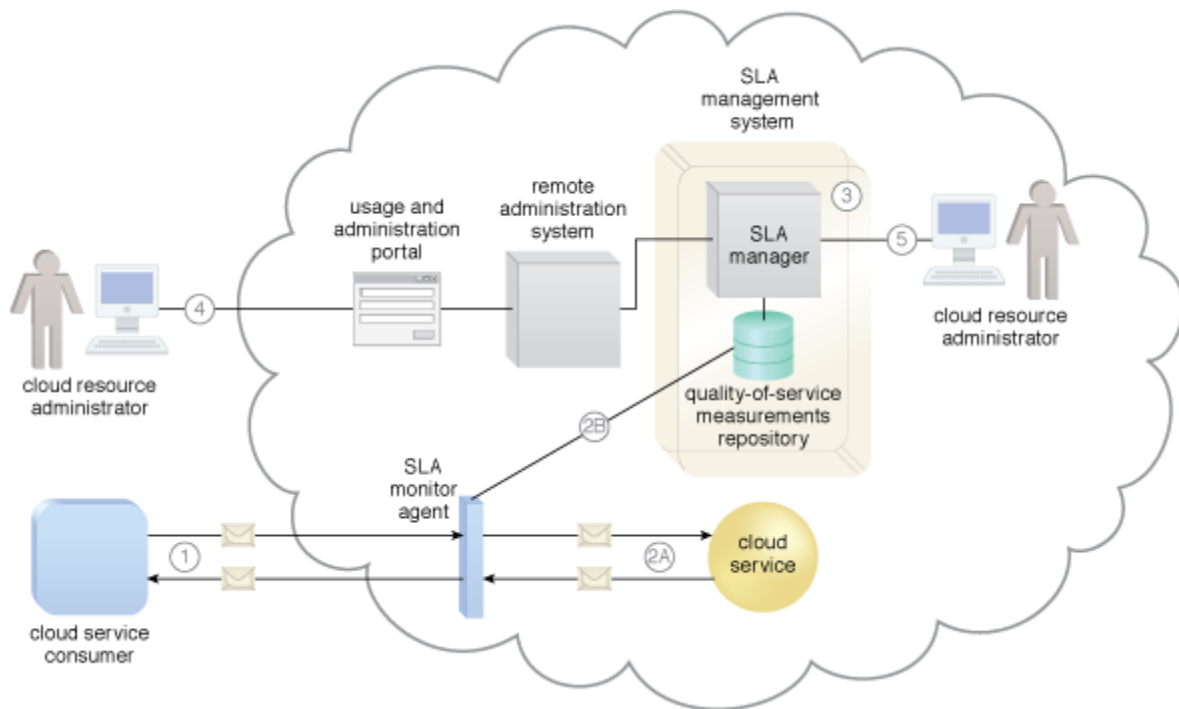 SLA
management
system
remote
administration
system
usage and
administration
portal
SLA
manager
3
5
4
cloud resource
administrator
cloud resource
administrator
quality-of-service
measurements
repository
2B
SLA
monitor
agent
1
2A
cloud
service
cloud service
consumer